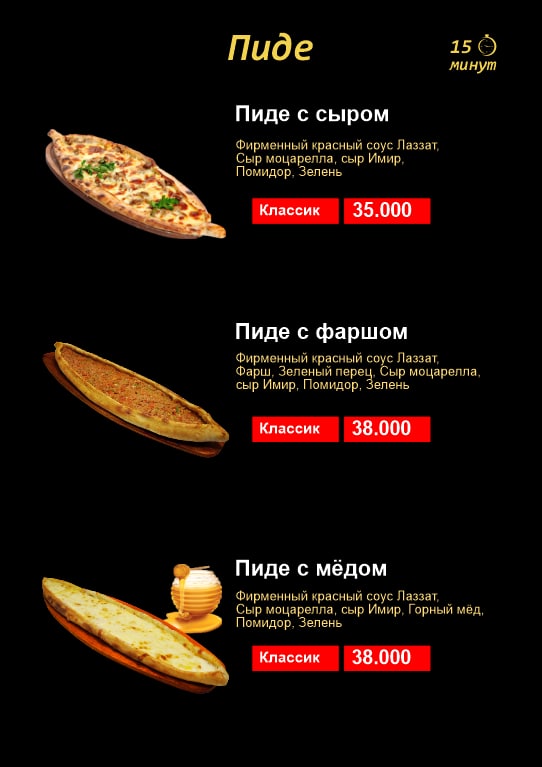 Пиде
15
минут
Пиде с сыром
Фирменный красный соус Лаззат,
Сыр моцарелла, сыр Имир,
Помидор, Зелень
Классик 35.000
Пиде с фаршом
Фирменный красный соус Лаззат,
Фарш, Зеленый перец, Сыр моцарелла,
сыр Имир, Помидор, Зелень
Классик 38.000
Пиде с мёдом
Фирменный красный соус Лаззат,
Сыр моцарелла, сыр Имир, Горный мёд,
Помидор, Зелень
Классик 38.000